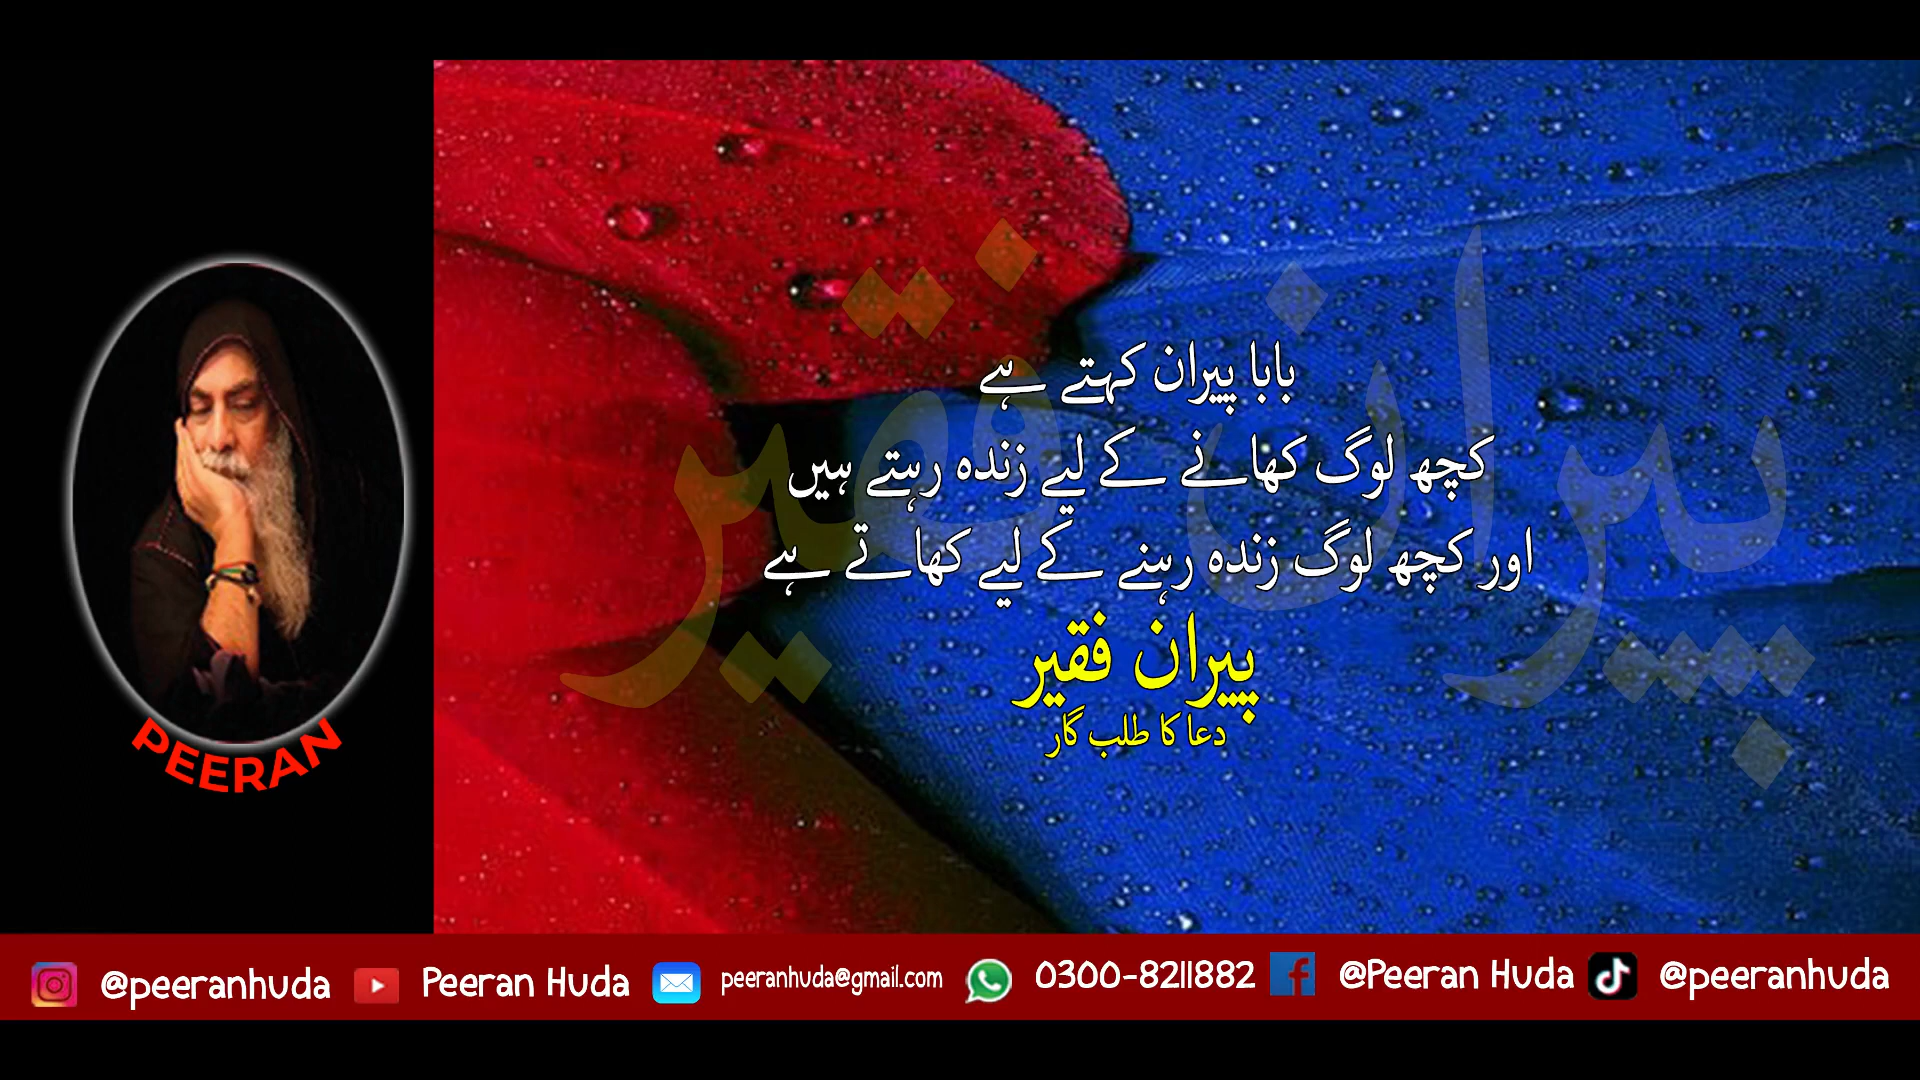 بابا پیران کہتے ہے
کچھ لوگ کھانے کے لیے زندہ رہتے ہیں
اور کچھ لوگ زندہ رہنے کے لیے کھاتے ہے
پیران فقیر
دعا کا طلب گار
پیران فقیر
PEERAN
@peeranhuda Peeran Huda peeranhuda@gmail.com 0300-8211882 @Peeran Huda @peeranhuda